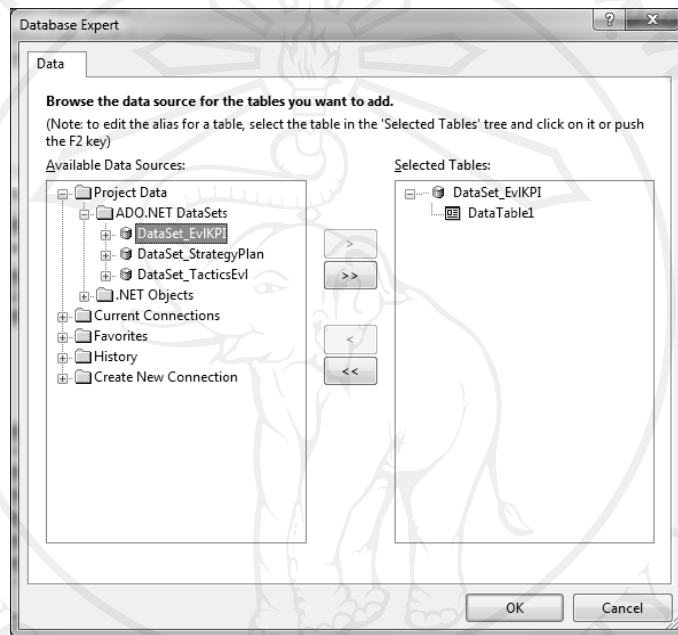 Database Expert
?
X
Data
Browse the data source for the tables you want to add.
(Note: to edit the alias for a table, select the table in the 'Selected Tables' tree and click on it or push
the F2 key)
Available Data Sources:
Project Data
ADO.NET DataSets
DataSet_EvlKPI
DataSet_StrategyPlan
DataSet_TacticsEvl
.NET Objects
Current Connections
Favorites
History
Create New Connection
>
>>
<
<<
Selected Tables:
DataSet_EvlKPI
DataTable1
OK
Cancel